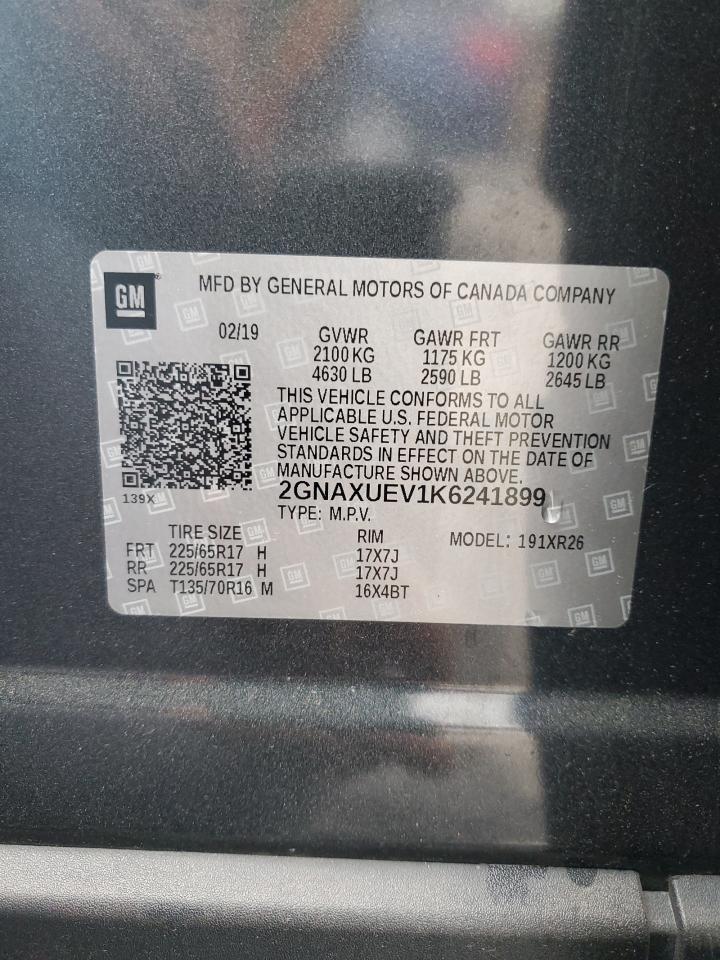 GM
MFD BY GENERAL MOTORS OF CANADA COMPANY
02/19 GVWR GAWR FRT GAWR RR
2100 KG 1175 KG 1200 KG
4630 LB 2590 LB 2645 LB
THIS VEHICLE CONFORMS TO ALL
APPLICABLE U.S. FEDERAL MOTOR
VEHICLE SAFETY AND THEFT PREVENTION
STANDARDS IN EFFECT ON THE DATE OF
MANUFACTURE SHOWN ABOVE.
139X 2GNAXUEV1K6241899
TYPE: M.P.V.
TIRE SIZE RIM MODEL: 191XR26
FRT 225/65R17 H 17X7J
RR 225/65R17 H 17X7J
SPA T135/70R16 M 16X4BT